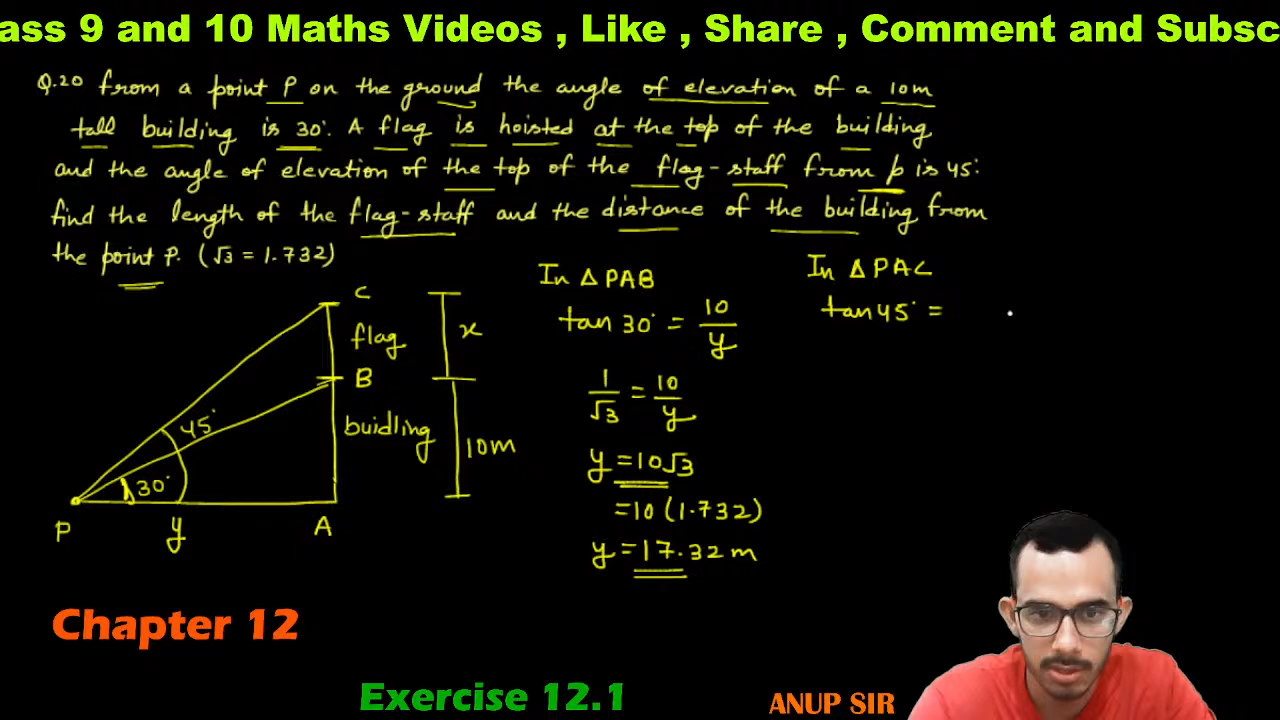 ass 9 and 10 Maths Videos , Like , Share , Comment and Subsc
Q.20 from a point P on the ground the angle of elevation of a 10m
tall building is 30°. A flag is hoisted at the top of the building
and the angle of elevation of the top of the flag-staff from P is 45°.
find the length of the flag-staff and the distance of the building from
the point P. (√3 = 1.732)
C
flag
x
B
buidling
10m
45°
30°
P
y
A
In △PAB
tan 30° = 10/y
1/√3 = 10/y
y = 10√3
= 10 (1.732)
y = 17.32 m
In △PAC
tan 45° =
Chapter 12
Exercise 12.1
ANUP SIR